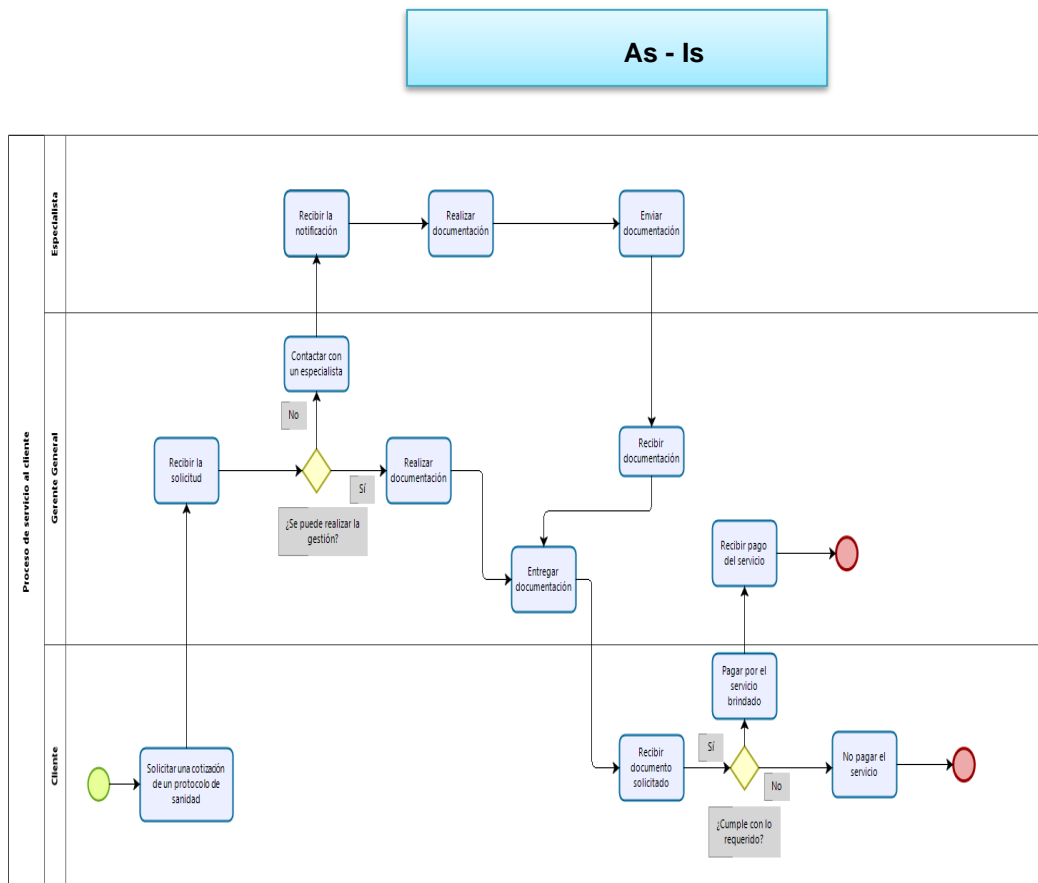 As - Is
Proceso de servicio al cliente
Especialista
Recibir la
notificación
Realizar
documentación
Enviar
documentación
Gerente General
Contactar con
un especialista
No
Recibir la
solicitud
Sí
¿Se puede realizar la
gestión?
Realizar
documentación
Recibir
documentación
Entregar
documentación
Recibir pago
del servicio
Cliente
Solicitar una cotización
de un protocolo de
sanidad
Recibir
documento
solicitado
Sí
Pagar por el
servicio
brindado
No
¿Cumple con lo
requerido?
No pagar el
servicio